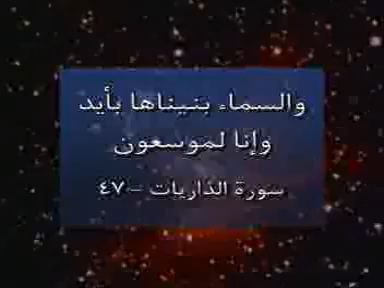 والسماء بنيناها بأيد
وإنا لموسعون
سورة الذاريات - ٤٧